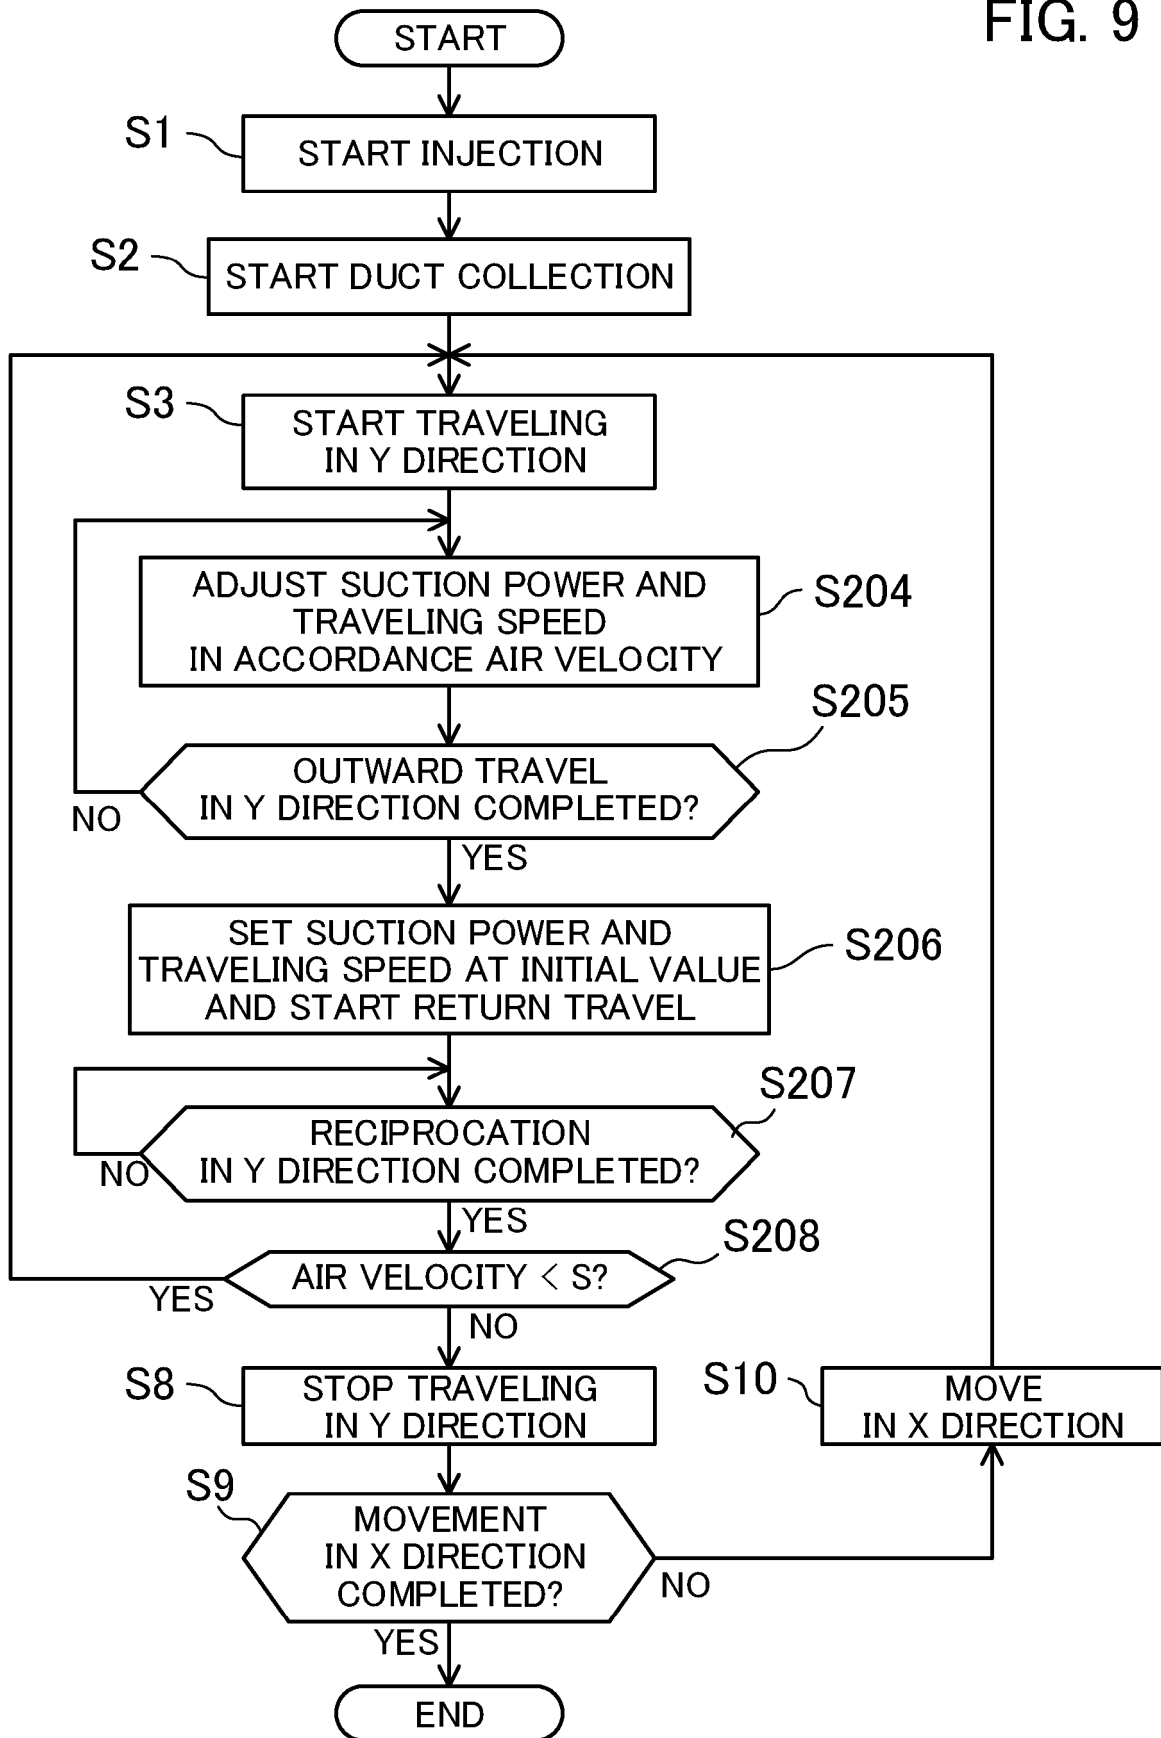 FIG. 9
START
S1
START INJECTION
S2
START DUCT COLLECTION
S3
START TRAVELING
IN Y DIRECTION
ADJUST SUCTION POWER AND
TRAVELING SPEED
IN ACCORDANCE AIR VELOCITY
S204
S205
OUTWARD TRAVEL
IN Y DIRECTION COMPLETED?
NO
YES
SET SUCTION POWER AND
TRAVELING SPEED AT INITIAL VALUE
AND START RETURN TRAVEL
S206
S207
RECIPROCATION
IN Y DIRECTION COMPLETED?
NO
YES
S208
AIR VELOCITY < S?
YES
NO
S8
STOP TRAVELING
IN Y DIRECTION
S10
MOVE
IN X DIRECTION
S9
MOVEMENT
IN X DIRECTION
COMPLETED?
NO
YES
END